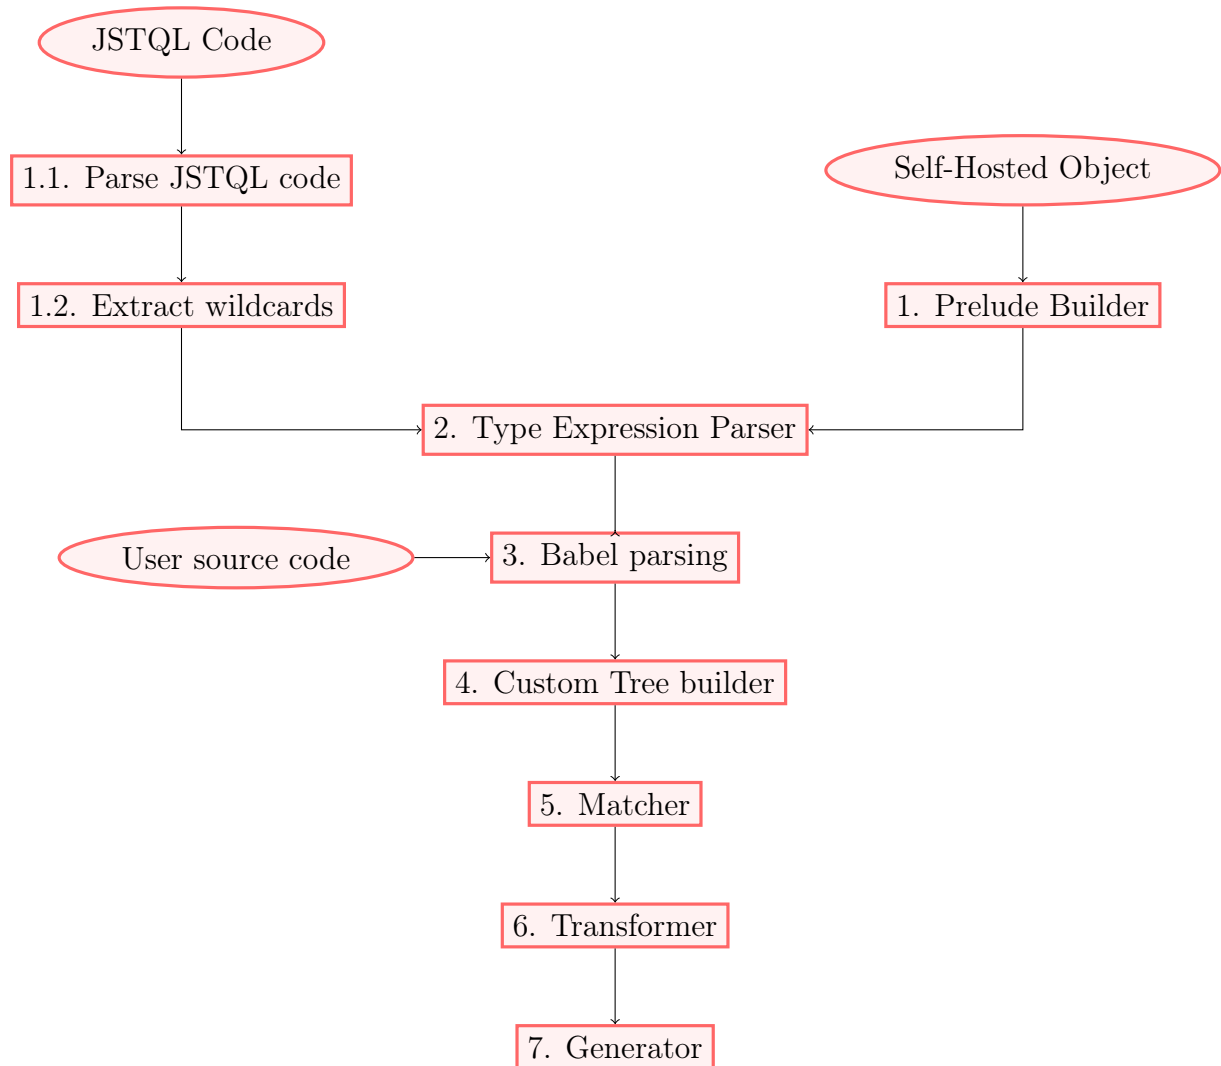 JSTQL Code
1.1. Parse JSTQL code
Self-Hosted Object
1.2. Extract wildcards
1. Prelude Builder
2. Type Expression Parser
User source code
3. Babel parsing
4. Custom Tree builder
5. Matcher
6. Transformer
7. Generator